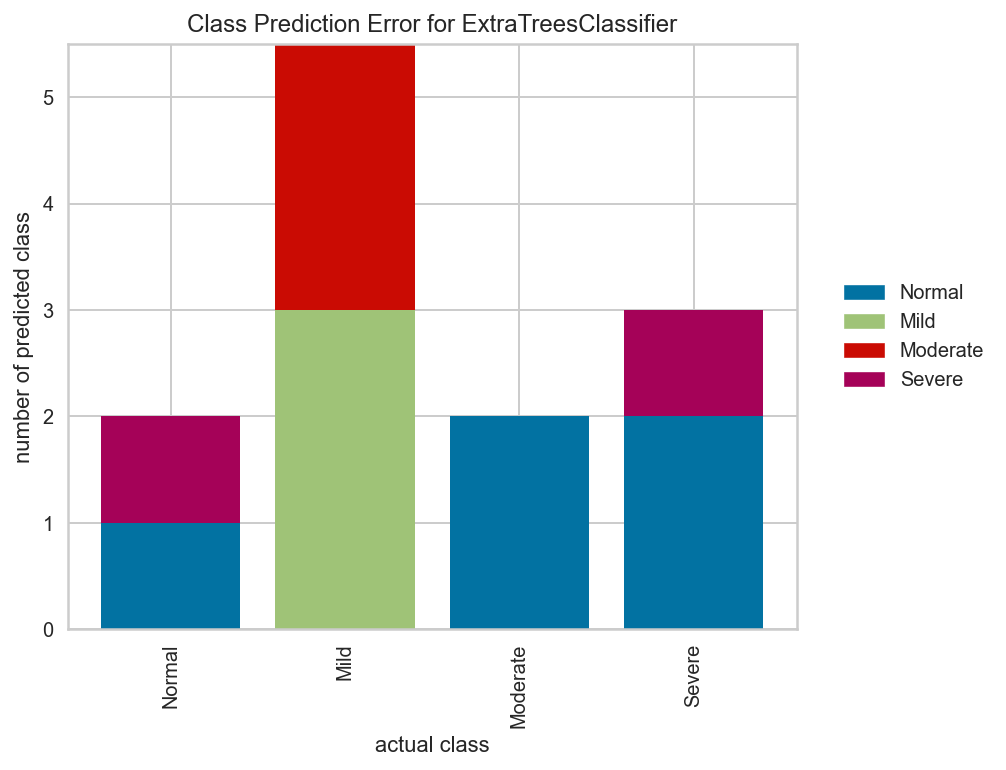 Class Prediction Error for ExtraTreesClassifier
number of predicted class
5
4
3
2
1
0
Normal
Mild
Moderate
Severe
actual class
Normal
Mild
Moderate
Severe